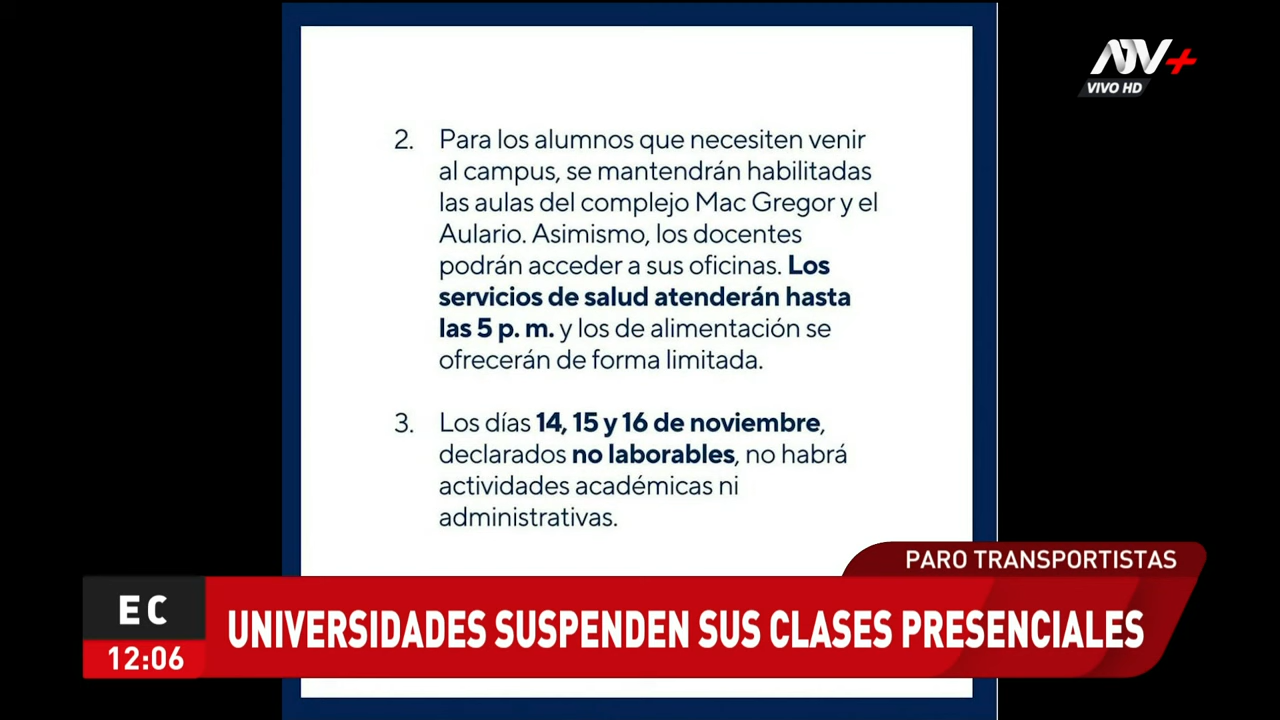 ATV+
VIVO HD
2. Para los alumnos que necesiten venir
al campus, se mantendrán habilitadas
las aulas del complejo Mac Gregor y el
Aulario. Asimismo, los docentes
podrán acceder a sus oficinas. Los
servicios de salud atenderán hasta
las 5 p. m. y los de alimentación se
ofrecerán de forma limitada.
3. Los días 14, 15 y 16 de noviembre,
declarados no laborables, no habrá
actividades académicas ni
administrativas.
PARO TRANSPORTISTAS
EC
UNIVERSIDADES SUSPENDEN SUS CLASES PRESENCIALES
12:06